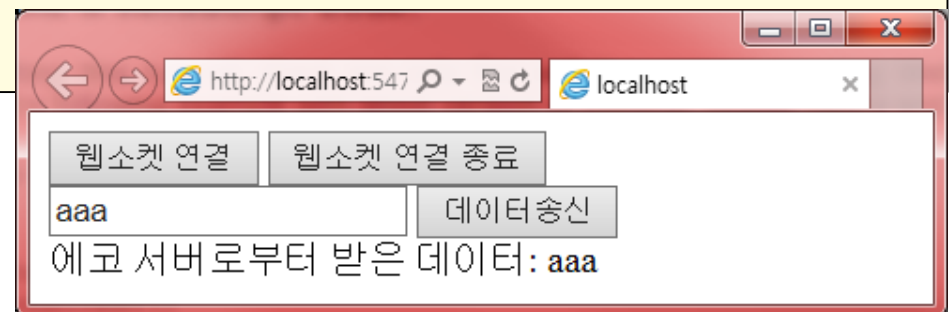 http://localhost:547
localhost
웹소켓 연결 웹소켓 연결 종료
aaa 데이터송신
에코 서버로부터 받은 데이터: aaa